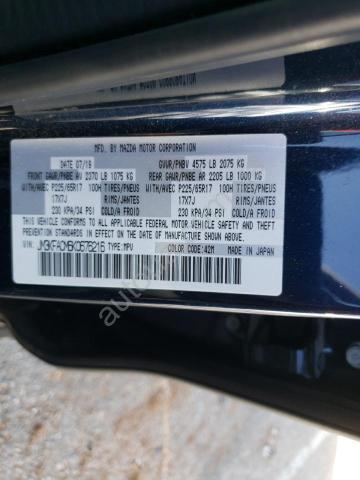 MFD. BY MAZDA MOTOR CORPORATION
DATE 07/19 GVWR/PNBV 4575 LB 2075 KG
FRONT GAWR/PNBE AV 2370 LB 1075 KG REAR GAWR/PNBE AR 2205 LB 1000 KG
WITH/AVEC P225/65R17 100H TIRES/PNEUS WITH/AVEC P225/65R17 100H TIRES/PNEUS
17X7J RIMS/JANTES 17X7J RIMS/JANTES
230 KPA/34 PSI COLD/A FROID 230 KPA/34 PSI COLD/A FROID
THIS VEHICLE CONFORMS TO ALL APPLICABLE FEDERAL MOTOR VEHICLE SAFETY,
BUMPER, AND THEFT PREVENTION STANDARDS IN EFFECT
ON THE DATE OF MANUFACTURE SHOWN ABOVE.
TYPE: MPV COLOR CODE: 42M MADE IN JAPAN